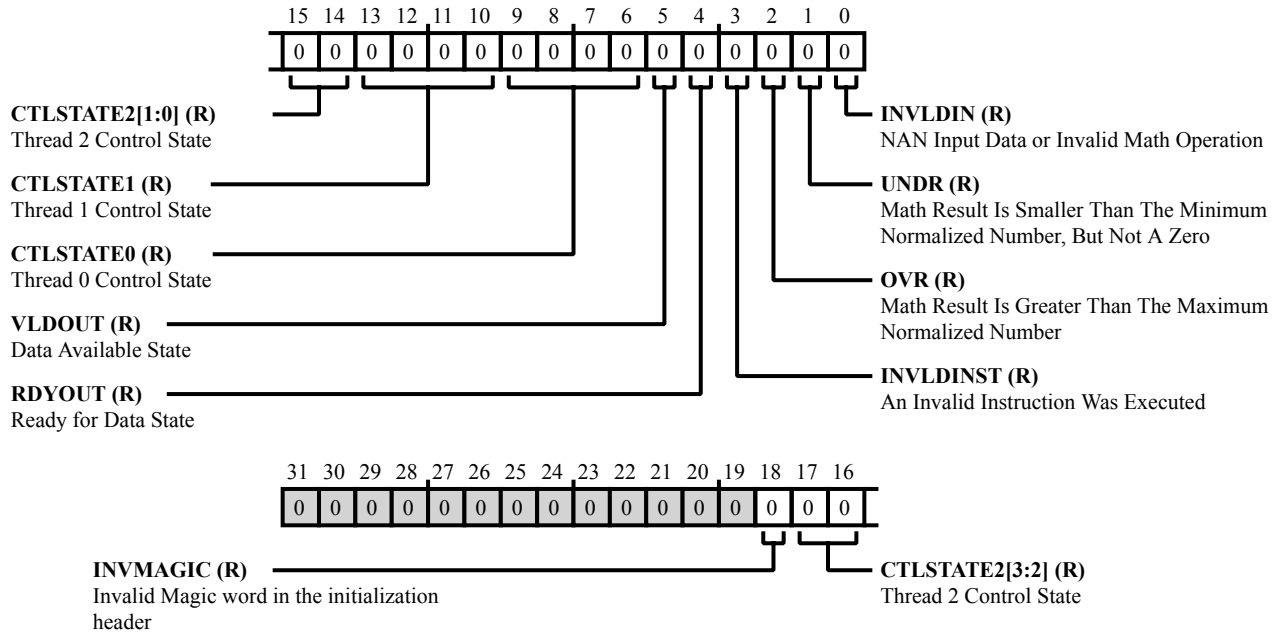 15 14 13 12 11 10 9 8 7 6 5 4 3 2 1 0
0 0 0 0 0 0 0 0 0 0 0 0 0 0 0 0
CTLSTATE2[1:0] (R)
Thread 2 Control State
CTLSTATE1 (R)
Thread 1 Control State
CTLSTATE0 (R)
Thread 0 Control State
VLDOUT (R)
Data Available State
RDYOUT (R)
Ready for Data State
INVLDIN (R)
NAN Input Data or Invalid Math Operation
UNDR (R)
Math Result Is Smaller Than The Minimum
Normalized Number, But Not A Zero
OVR (R)
Math Result Is Greater Than The Maximum
Normalized Number
INVLDINST (R)
An Invalid Instruction Was Executed
31 30 29 28 27 26 25 24 23 22 21 20 19 18 17 16
0 0 0 0 0 0 0 0 0 0 0 0 0 0 0 0
INVMAGIC (R)
Invalid Magic word in the initialization
header
CTLSTATE2[3:2] (R)
Thread 2 Control State